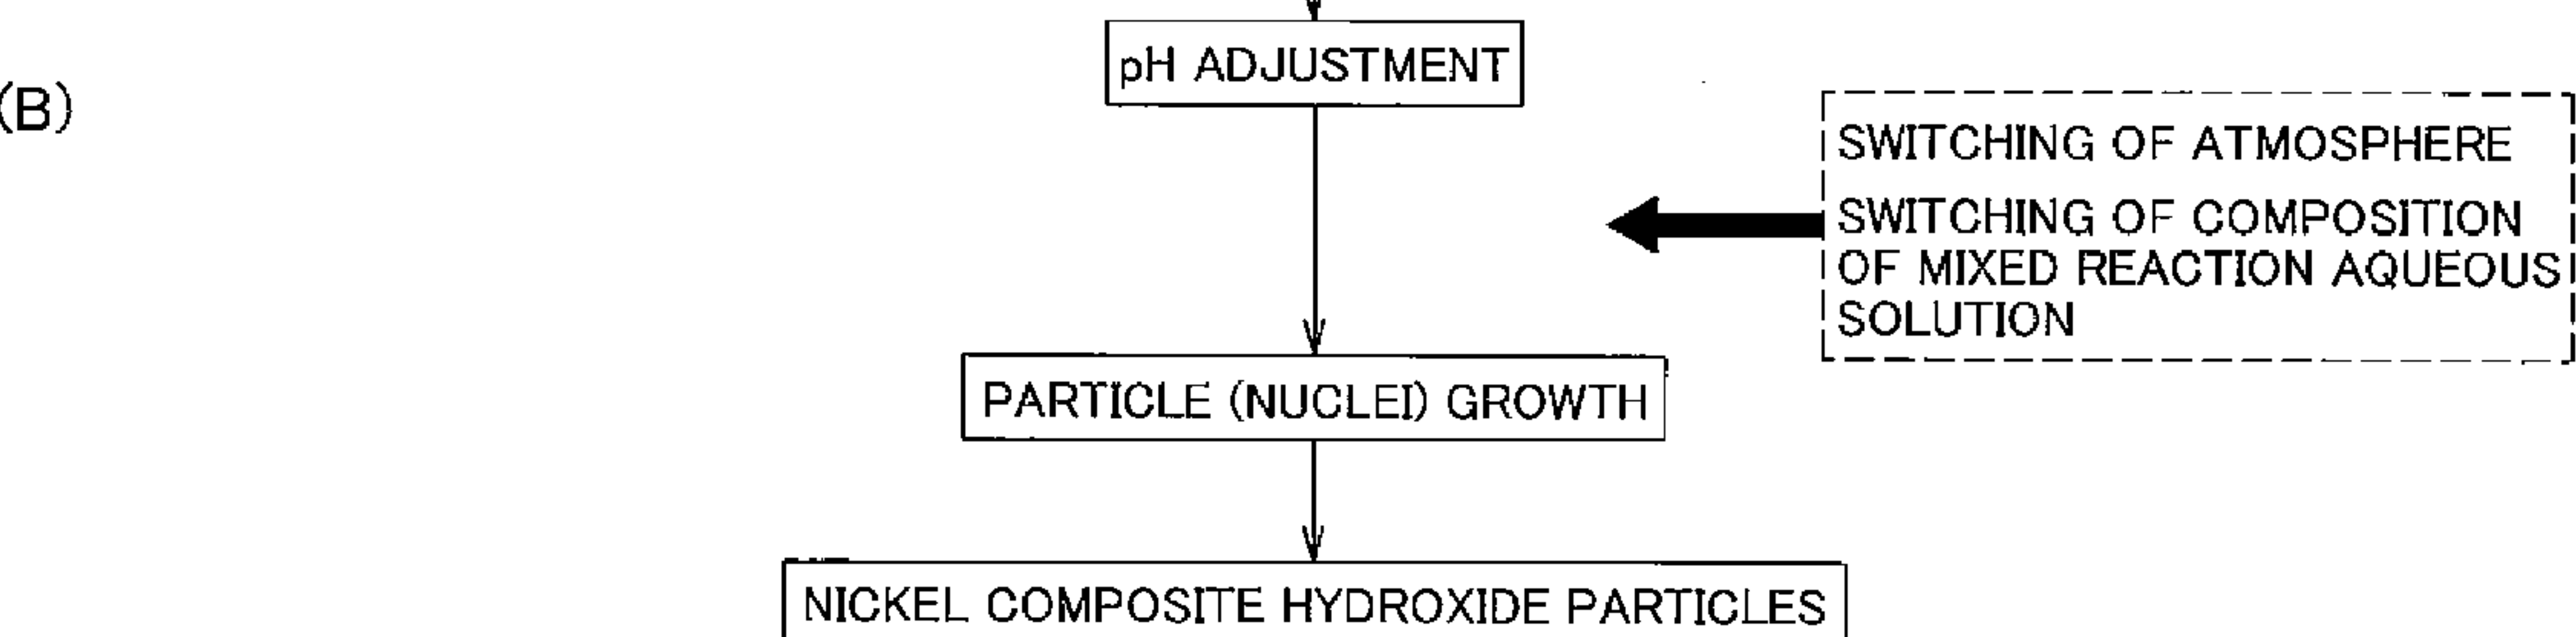 pH ADJUSTMENT
(B)
SWITCHING OF ATMOSPHERE
SWITCHING OF COMPOSITION
OF MIXED REACTION AQUEOUS
SOLUTION
PARTICLE (NUCLEI) GROWTH
NICKEL COMPOSITE HYDROXIDE PARTICLES